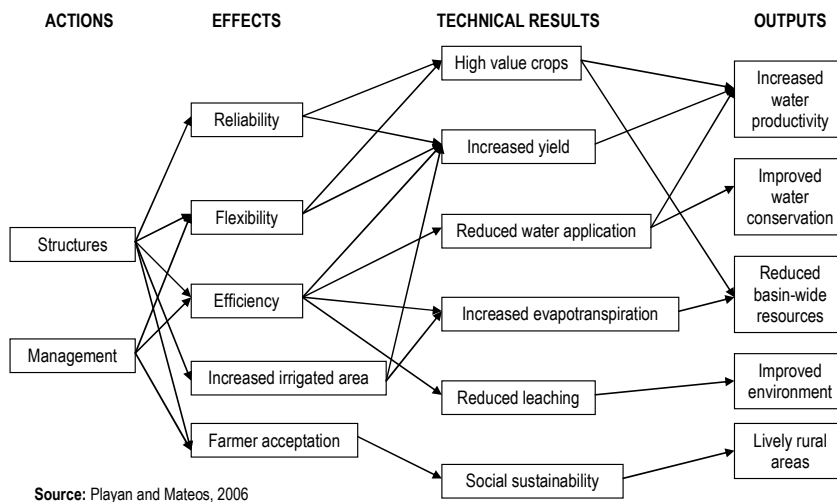 ACTIONS
EFFECTS
TECHNICAL RESULTS
OUTPUTS
Structures
Management
Reliability
Flexibility
Efficiency
Increased irrigated area
Farmer acceptation
High value crops
Increased yield
Reduced water application
Increased evapotranspiration
Reduced leaching
Social sustainability
Increased
water
productivity
Improved
water
conservation
Reduced
basin-wide
resources
Improved
environment
Lively rural
areas
Source: Playan and Mateos, 2006